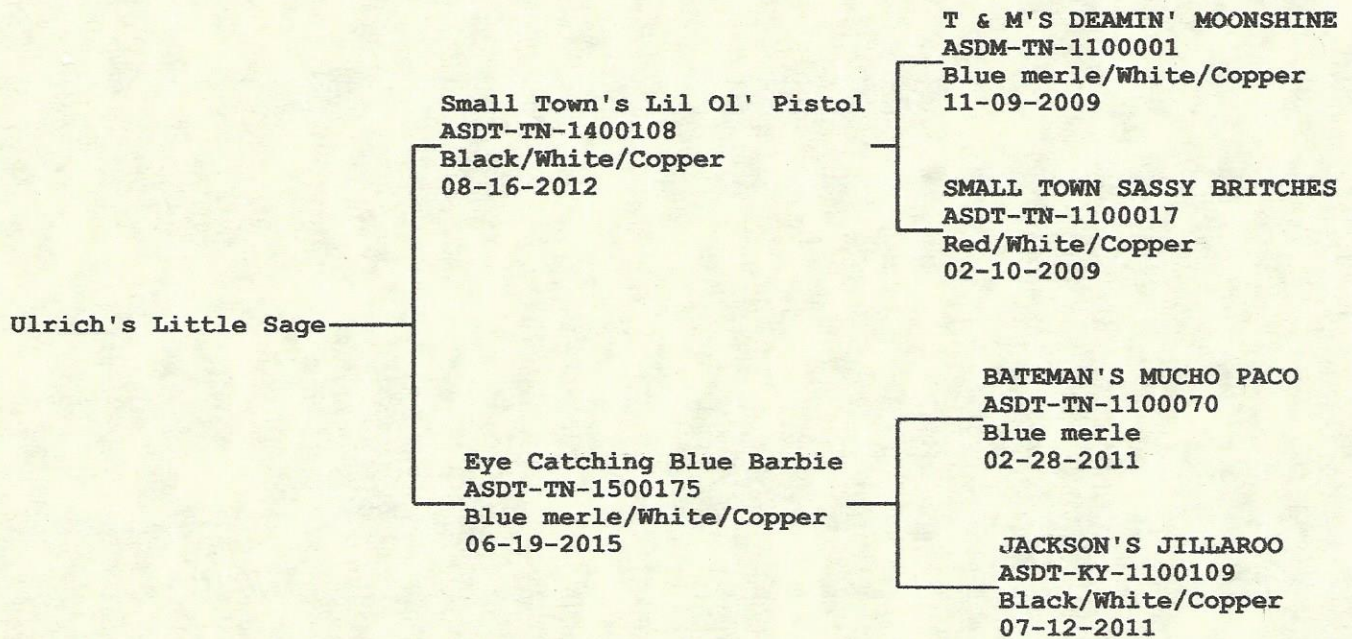 T & M'S DEAMIN' MOONSHINE
ASDM-TN-1100001
Blue merle/White/Copper
11-09-2009
Small Town's Lil Ol' Pistol
ASDT-TN-1400108
Black/White/Copper
08-16-2012
SMALL TOWN SASSY BRITCHES
ASDT-TN-1100017
Red/White/Copper
02-10-2009
Ulrich's Little Sage
BATEMAN'S MUCHO PACO
ASDT-TN-1100070
Blue merle
02-28-2011
Eye Catching Blue Barbie
ASDT-TN-1500175
Blue merle/White/Copper
06-19-2015
JACKSON'S JILLAROO
ASDT-KY-1100109
Black/White/Copper
07-12-2011